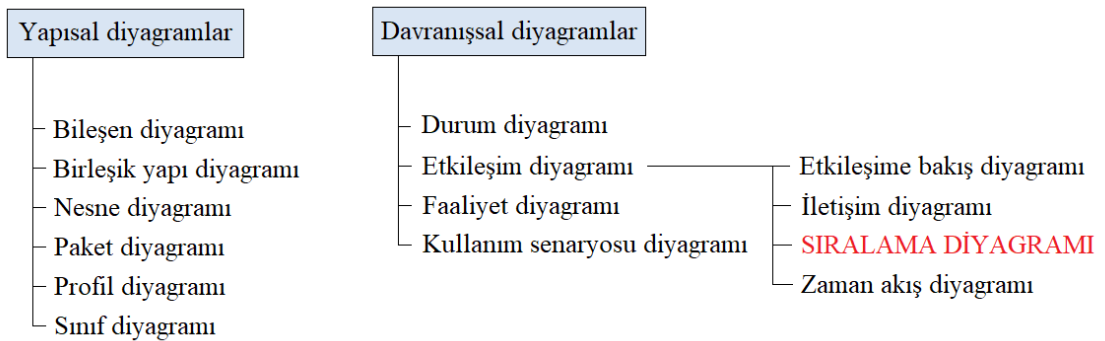 Yapısal diyagramlar
Bileşen diyagramı
Birleşik yapı diyagramı
Nesne diyagramı
Paket diyagramı
Profil diyagramı
Sınıf diyagramı
Davranışsal diyagramlar
Durum diyagramı
Etkileşim diyagramı
Faaliyet diyagramı
Kullanım senaryosu diyagramı
Etkileşime bakış diyagramı
İletişim diyagramı
SIRALAMA DİYAGRAMI
Zaman akış diyagramı